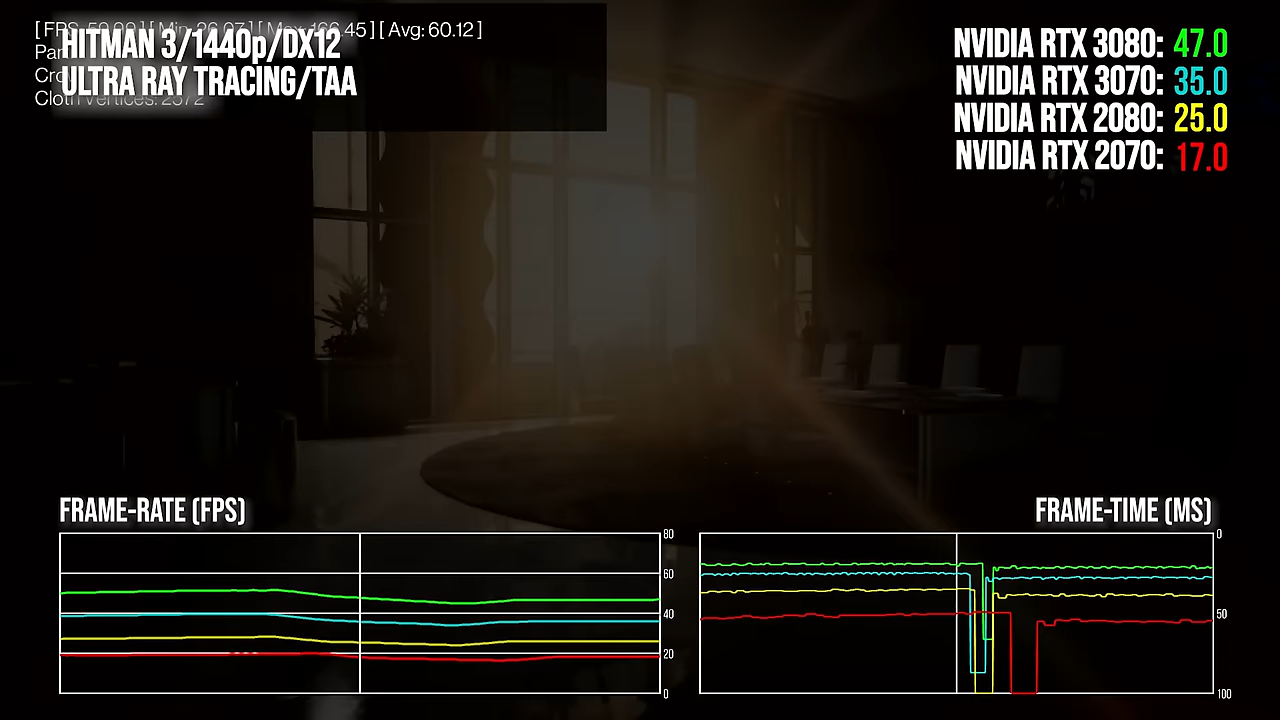 [ Avg: 60.12 ]
HITMAN 3/1440p/DX12
ULTRA RAY TRACING/TAA
NVIDIA RTX 3080: 47.0
NVIDIA RTX 3070: 35.0
NVIDIA RTX 2080: 25.0
NVIDIA RTX 2070: 17.0
FRAME-RATE (FPS)
80
60
40
20
0
FRAME-TIME (MS)
0
50
100